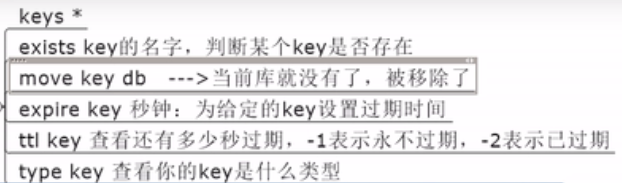 keys *
exists key的名字，判断某个key是否存在
move key db   --->当前库就没有了，被移除了
expire key 秒钟：为给定的key设置过期时间
ttl key 查看还有多少秒过期，-1表示永不过期，-2表示已过期
type key 查看你的key是什么类型